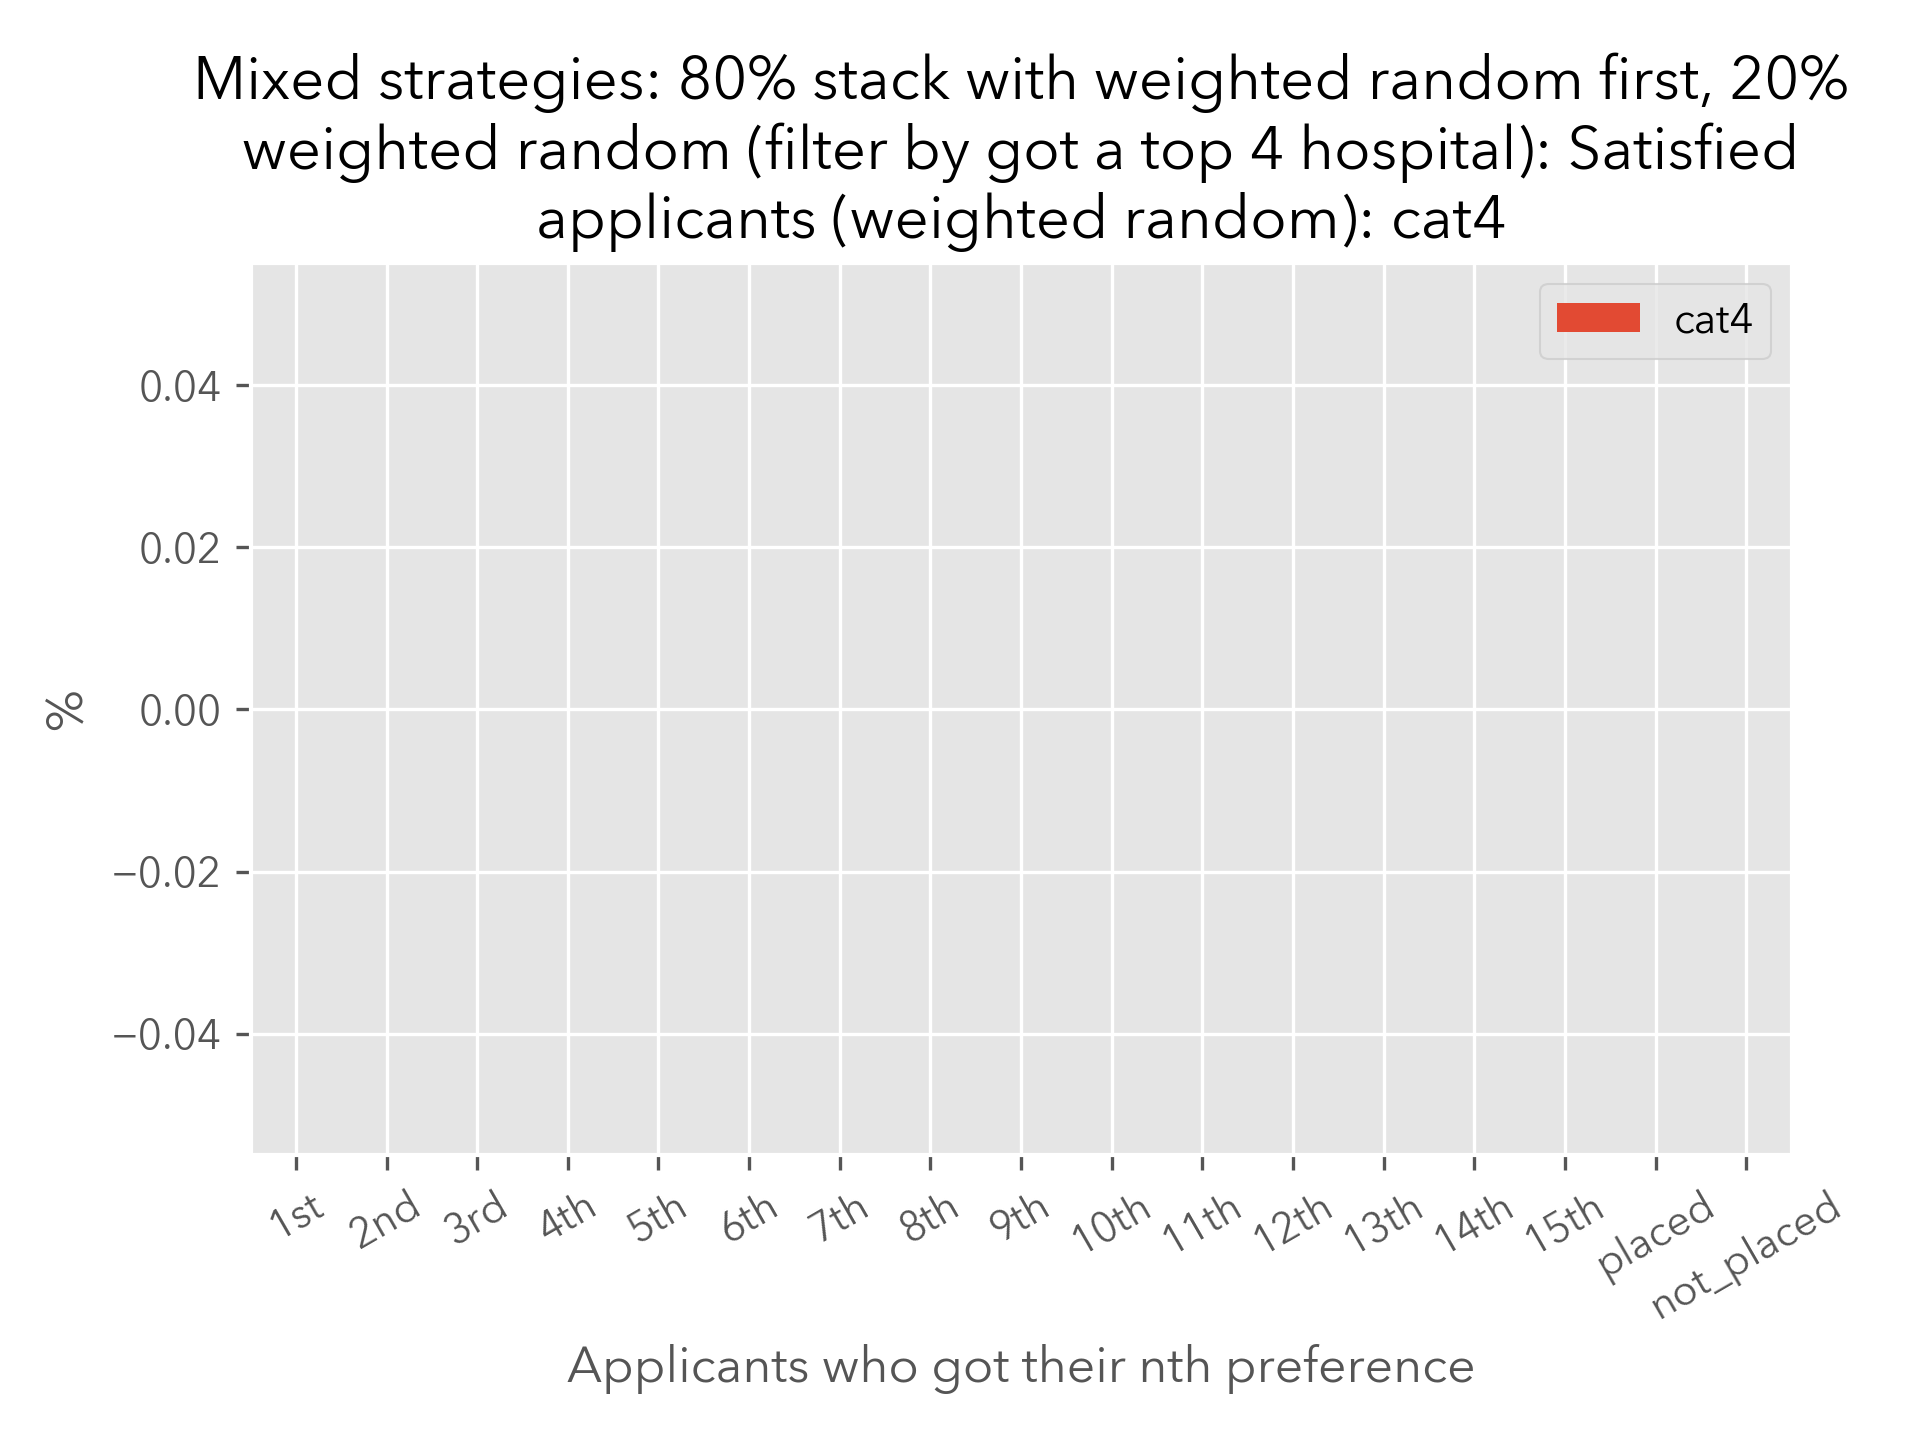 Mixed strategies: 80% stack with weighted random first, 20%
weighted random (filter by got a top 4 hospital): Satisfied
applicants (weighted random): cat4
cat4
0.04
0.02
0.00
−0.02
−0.04
%
1st
2nd
3rd
4th
5th
6th
7th
8th
9th
10th
11th
12th
13th
14th
15th
placed
not_placed
Applicants who got their nth preference